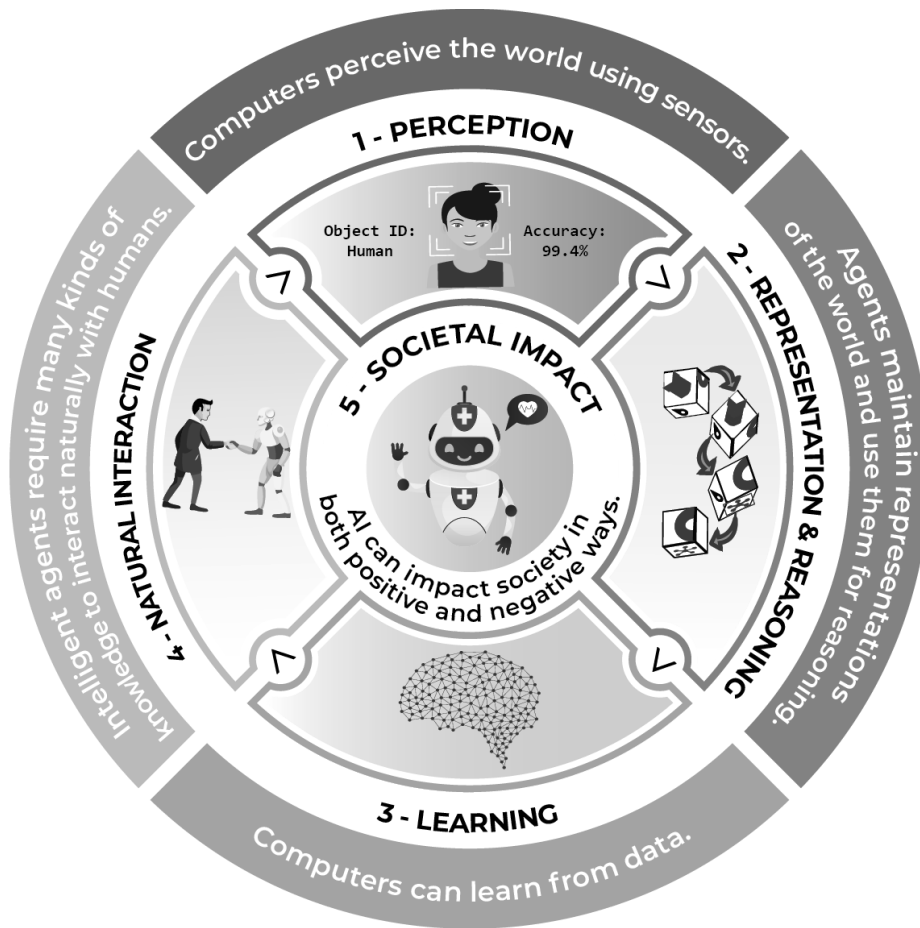 Computers perceive the world using sensors.
1 - PERCEPTION
Object ID:
Human
Accuracy:
99.4%
2 - REPRESENTATION & REASONING
Agents maintain representations
of the world and use them for reasoning.
3 - LEARNING
Computers can learn from data.
4 - NATURAL INTERACTION
Intelligent agents require many kinds of
knowledge to interact naturally with humans.
5 - SOCIETAL IMPACT
AI can impact society in
both positive and negative ways.